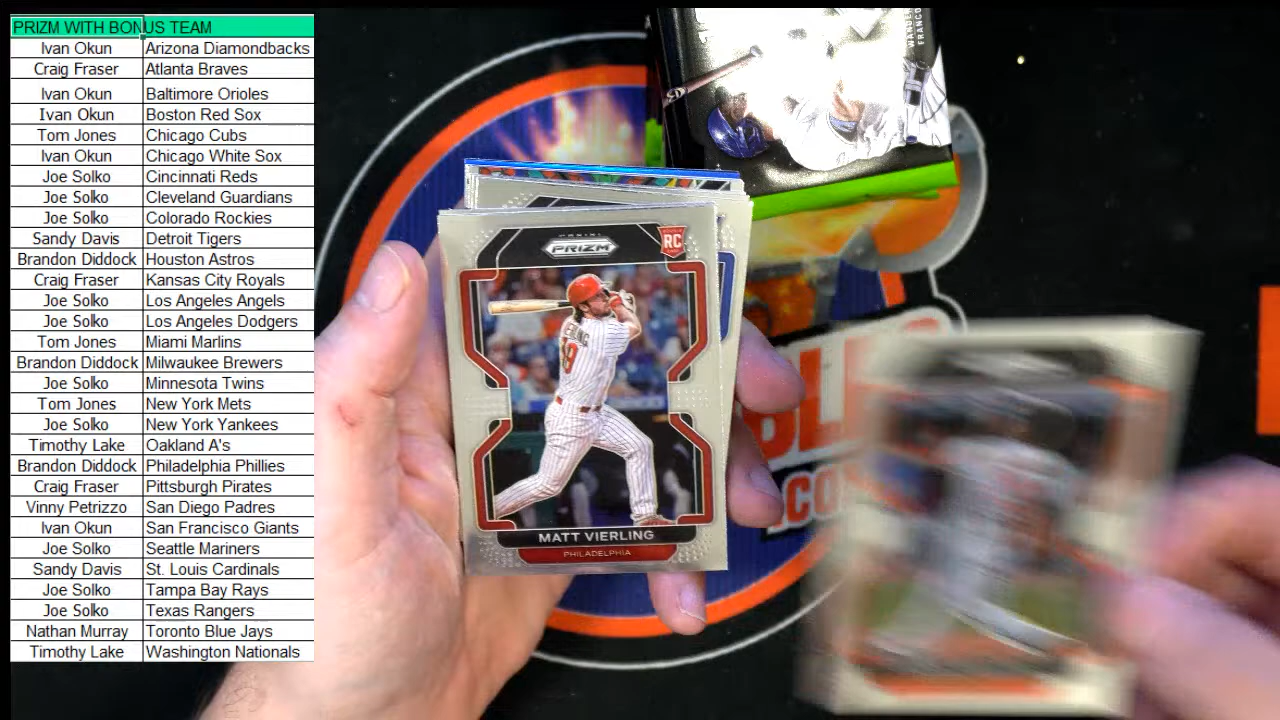 PRIZM WITH BONUS TEAM
Ivan Okun Arizona Diamondbacks
Craig Fraser Atlanta Braves
Ivan Okun Baltimore Orioles
Ivan Okun Boston Red Sox
Tom Jones Chicago Cubs
Ivan Okun Chicago White Sox
Joe Solko Cincinnati Reds
Joe Solko Cleveland Guardians
Joe Solko Colorado Rockies
Sandy Davis Detroit Tigers
Brandon Diddock Houston Astros
Craig Fraser Kansas City Royals
Joe Solko Los Angeles Angels
Joe Solko Los Angeles Dodgers
Tom Jones Miami Marlins
Brandon Diddock Milwaukee Brewers
Joe Solko Minnesota Twins
Tom Jones New York Mets
Joe Solko New York Yankees
Timothy Lake Oakland A's
Brandon Diddock Philadelphia Phillies
Craig Fraser Pittsburgh Pirates
Vinny Petrizzo San Diego Padres
Ivan Okun San Francisco Giants
Joe Solko Seattle Mariners
Sandy Davis St. Louis Cardinals
Joe Solko Tampa Bay Rays
Joe Solko Texas Rangers
Nathan Murray Toronto Blue Jays
Timothy Lake Washington Nationals
WANDER
FRANCO
PANINI
PRIZM
RC
VIERLING
19
MATT VIERLING
PHILADELPHIA